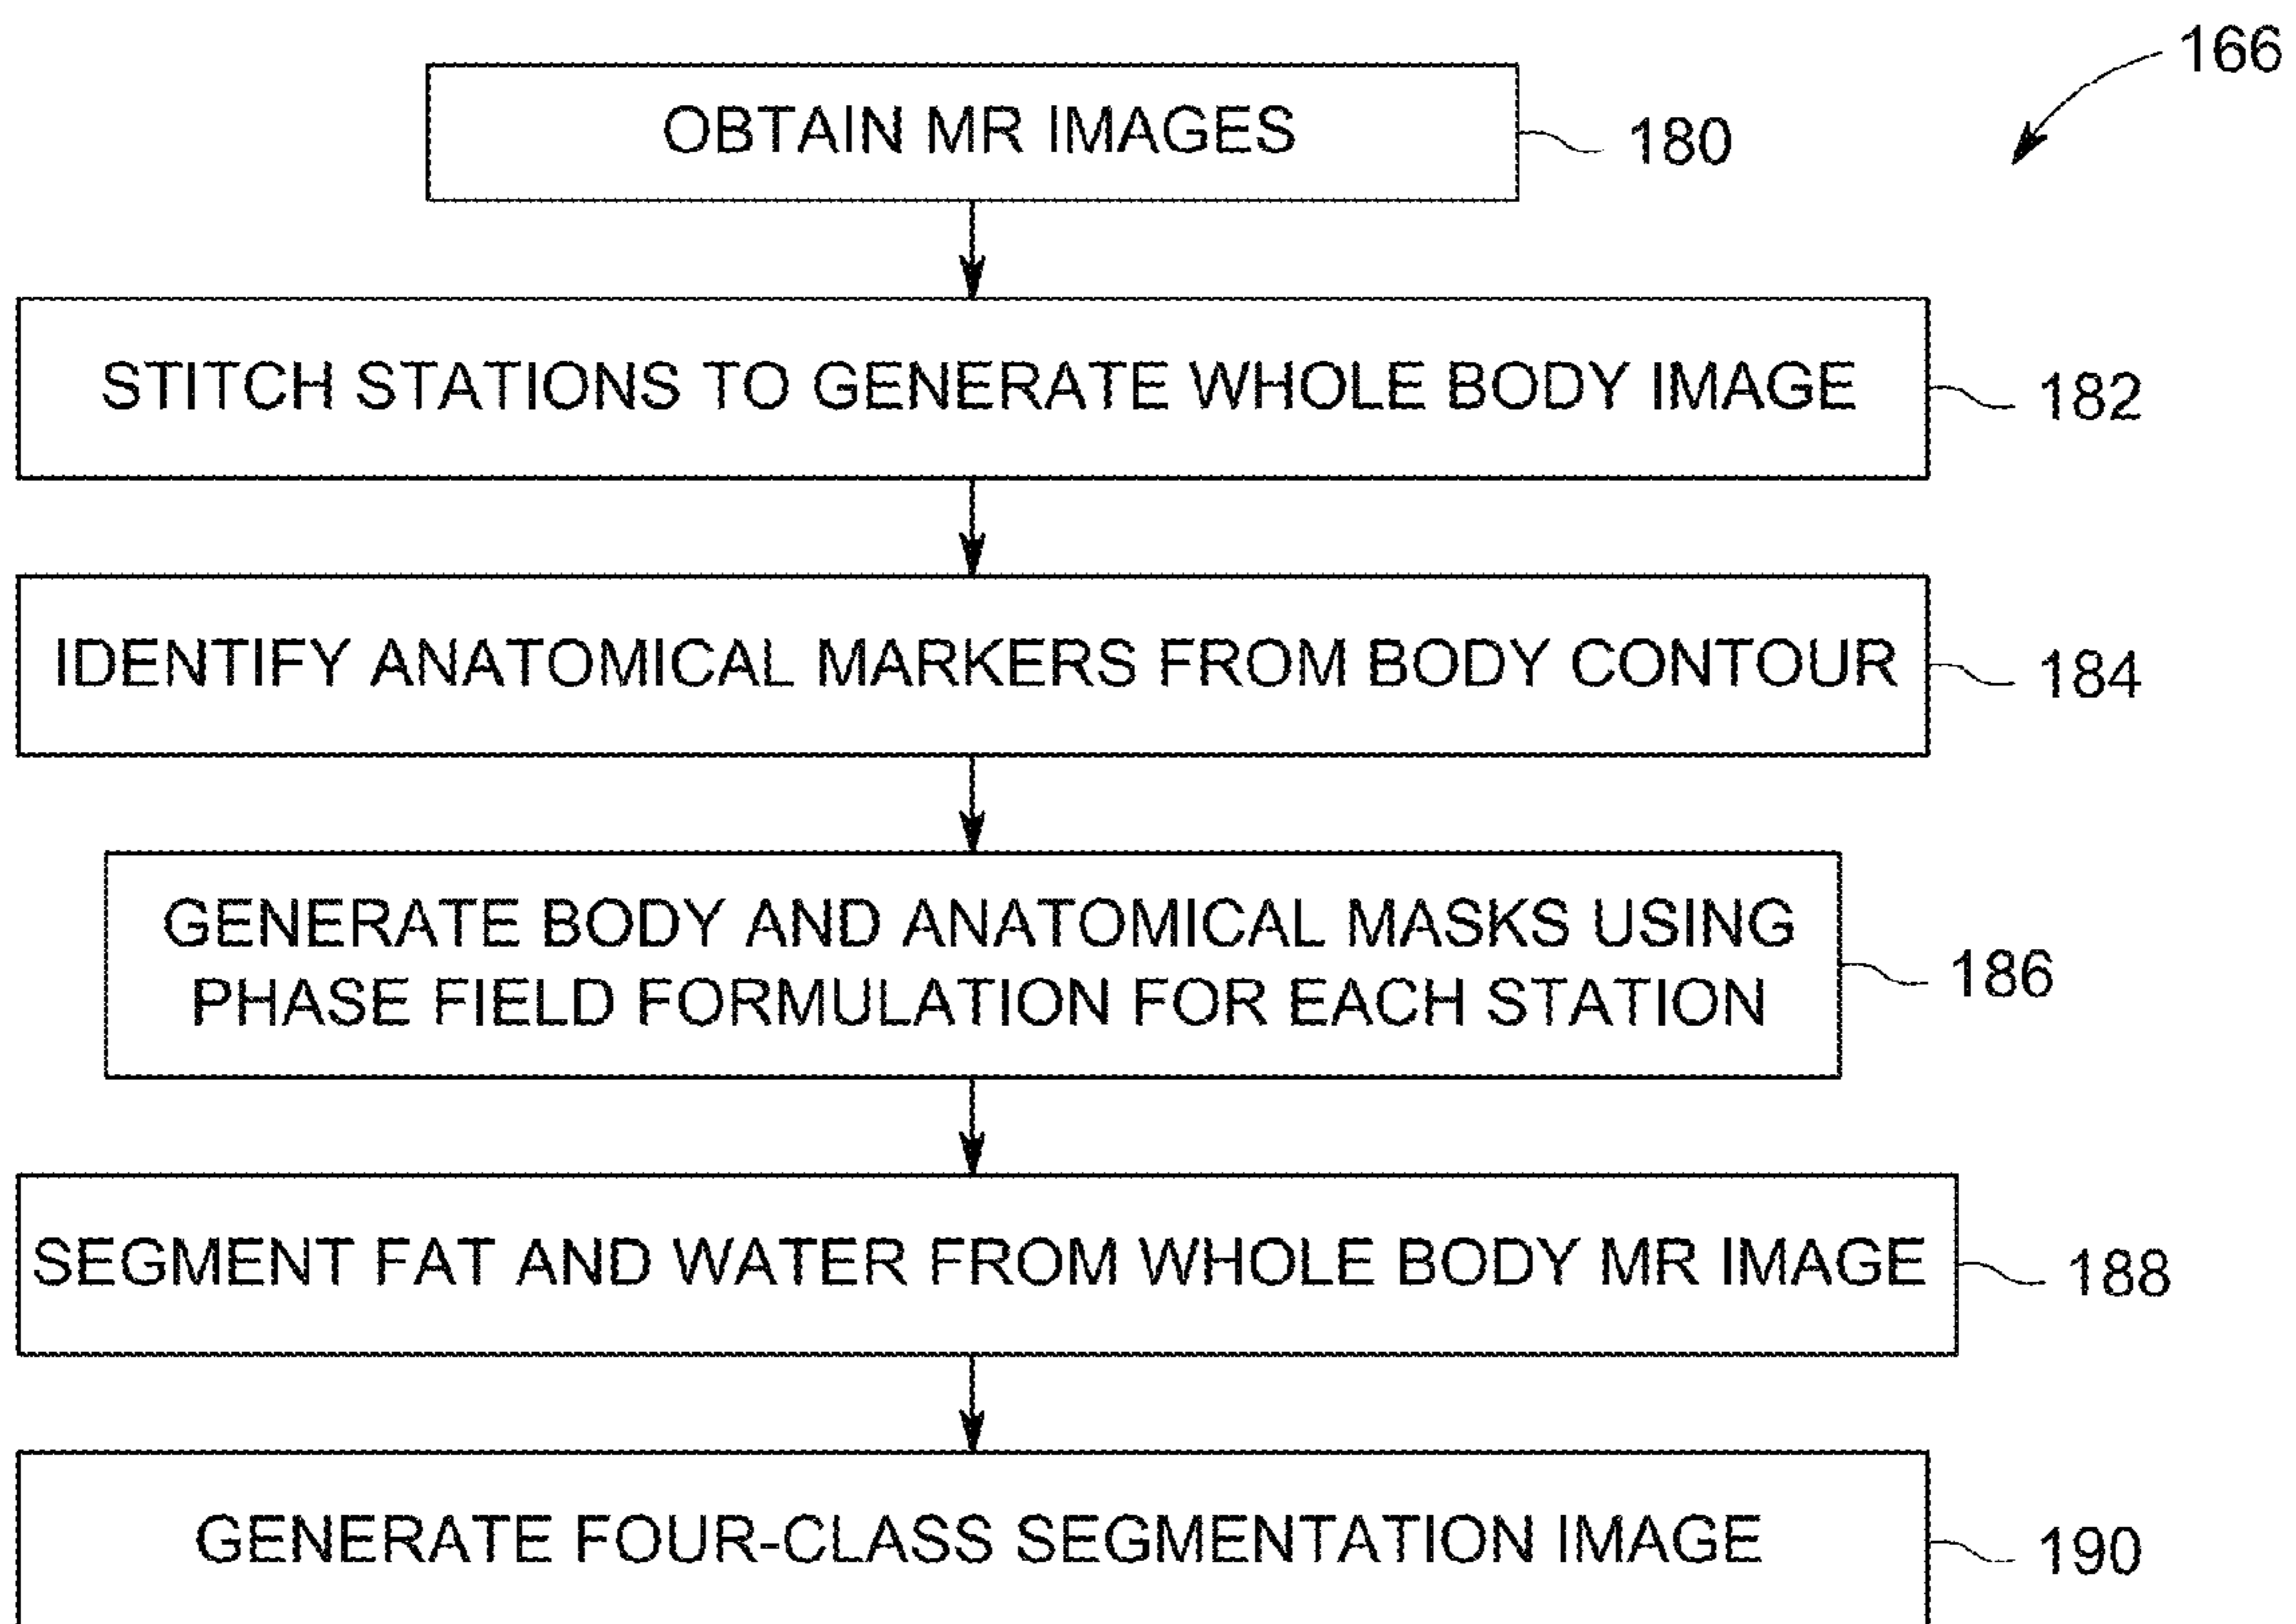 166
OBTAIN MR IMAGES
180
STITCH STATIONS TO GENERATE WHOLE BODY IMAGE
182
IDENTIFY ANATOMICAL MARKERS FROM BODY CONTOUR
184
GENERATE BODY AND ANATOMICAL MASKS USING
PHASE FIELD FORMULATION FOR EACH STATION
186
SEGMENT FAT AND WATER FROM WHOLE BODY MR IMAGE
188
GENERATE FOUR-CLASS SEGMENTATION IMAGE
190